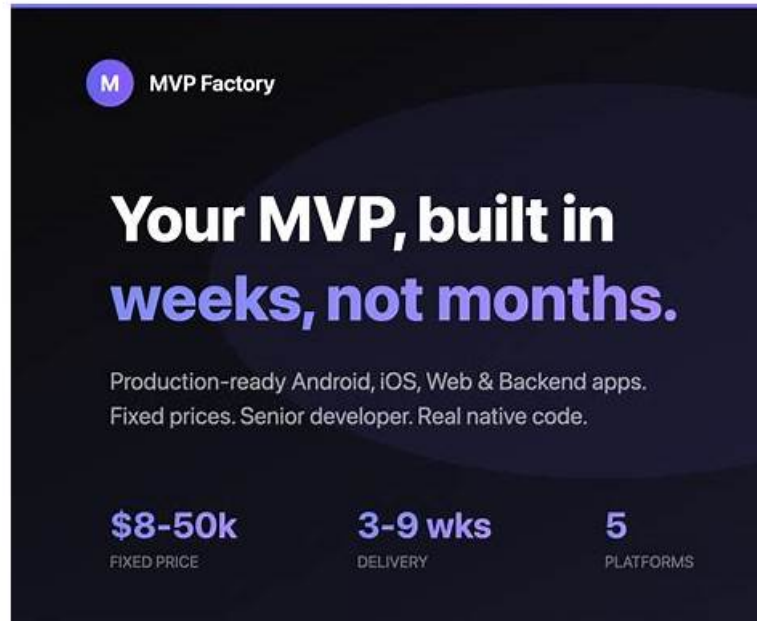 M MVP Factory
Your MVP, built in
weeks, not months.
Production-ready Android, iOS, Web & Backend apps.
Fixed prices. Senior developer. Real native code.
$8-50k 3-9 wks 5
FIXED PRICE DELIVERY PLATFORMS